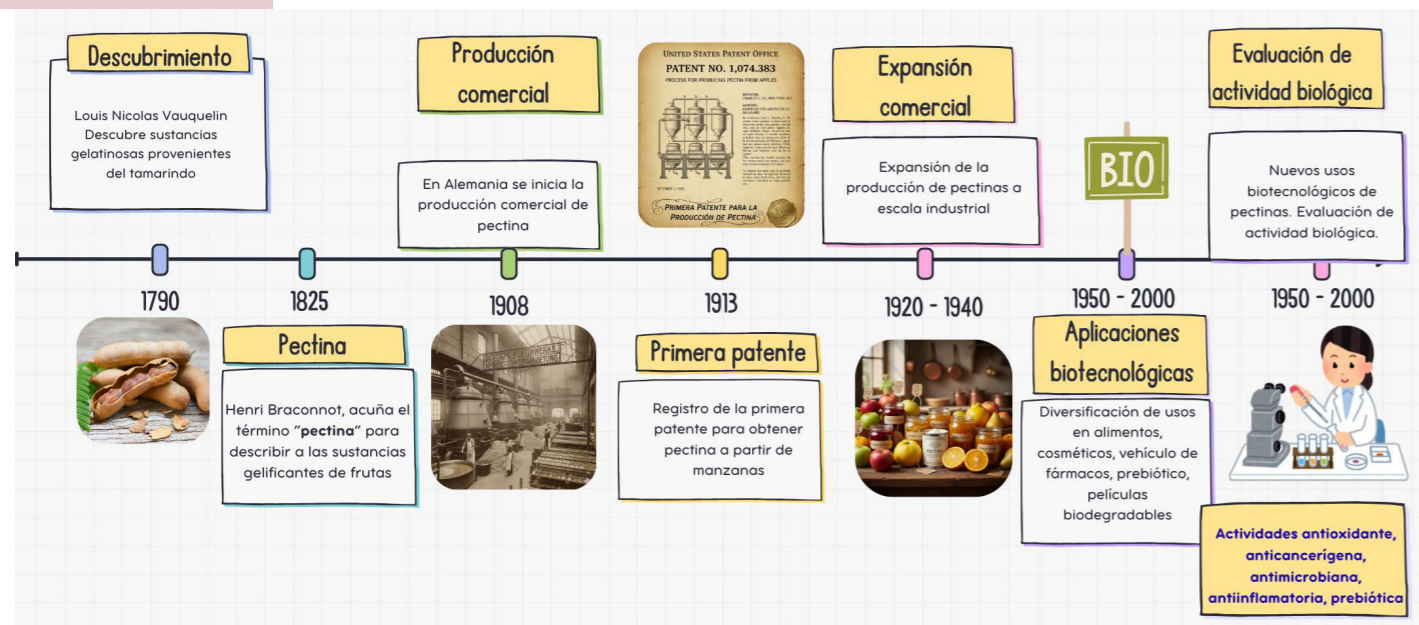 Descubrimiento
Louis Nicolas Vauquelin
Descubre sustancias
gelatinosas provenientes
del tamarindo
1790
1825
Pectina
Henri Braconnot, acuña el
término "pectina" para
describir a las sustancias
gelificantes de frutas
Producción
comercial
En Alemania se inicia la
producción comercial de
pectina
1908
UNITED STATES PATENT OFFICE
PATENT NO. 1,074.383
PROCESS FOR PRODUCING PECTIN FROM APPLES
PRIMERA PATENTE PARA LA
PRODUCCIÓN DE PECTINA
1913
Primera patente
Registro de la primera
patente para obtener
pectina a partir de
manzanas
Expansión
comercial
Expansión de la
producción de pectinas a
escala industrial
1920 - 1940
BIO
1950 - 2000
Aplicaciones
biotecnológicas
Diversificación de usos
en alimentos,
cosméticos, vehículo de
fármacos, prebiótico,
películas
biodegradables
Evaluación de
actividad biológica
Nuevos usos
biotecnológicos de
pectinas. Evaluación de
actividad biológica.
1950 - 2000
Actividades antioxidante,
anticancerígena,
antimicrobiana,
antiinflamatoria, prebiótica